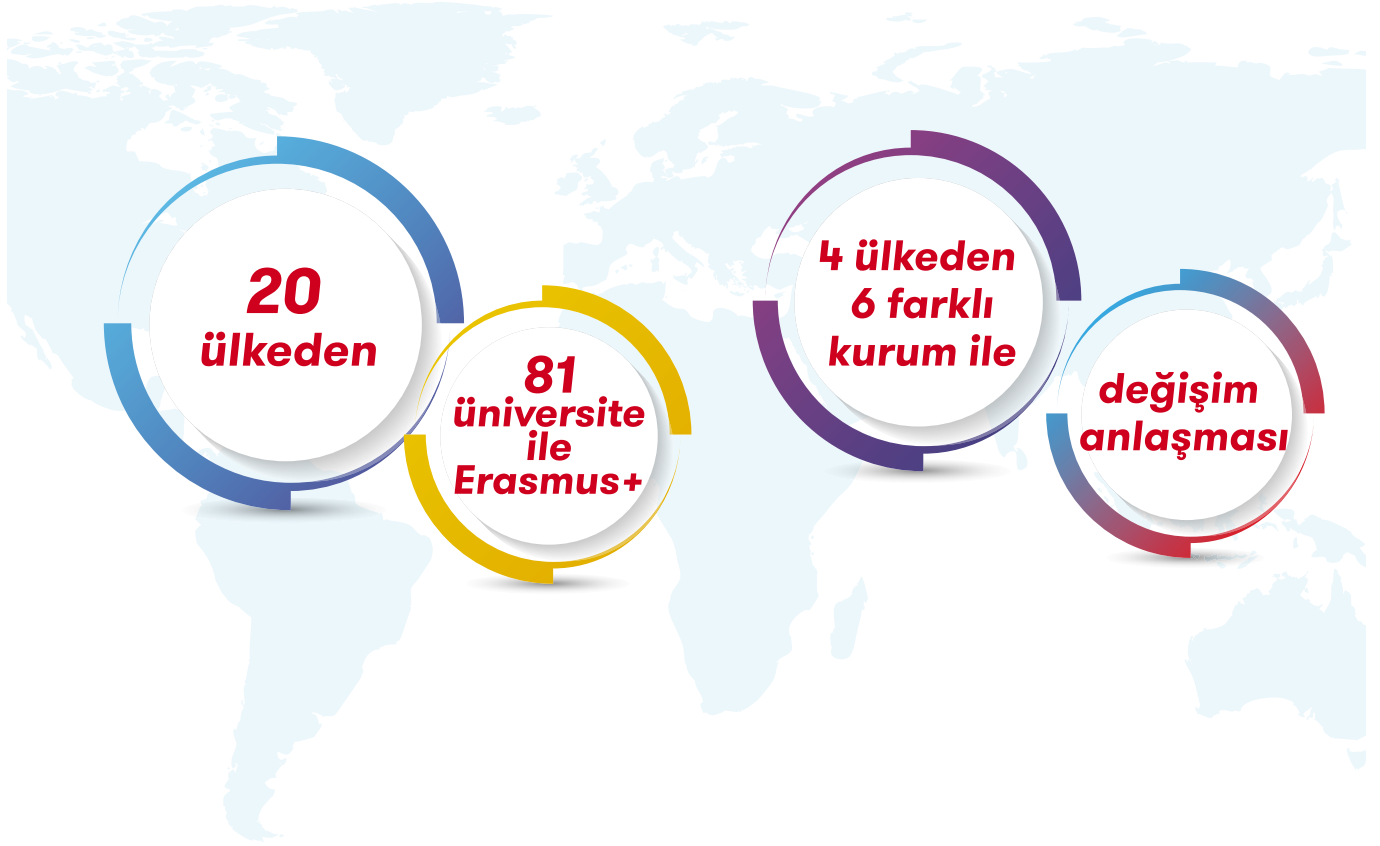 20
ülkeden
81
üniversite
ile
Erasmus+
4 ülkeden
6 farklı
kurum ile
değişim
anlaşması